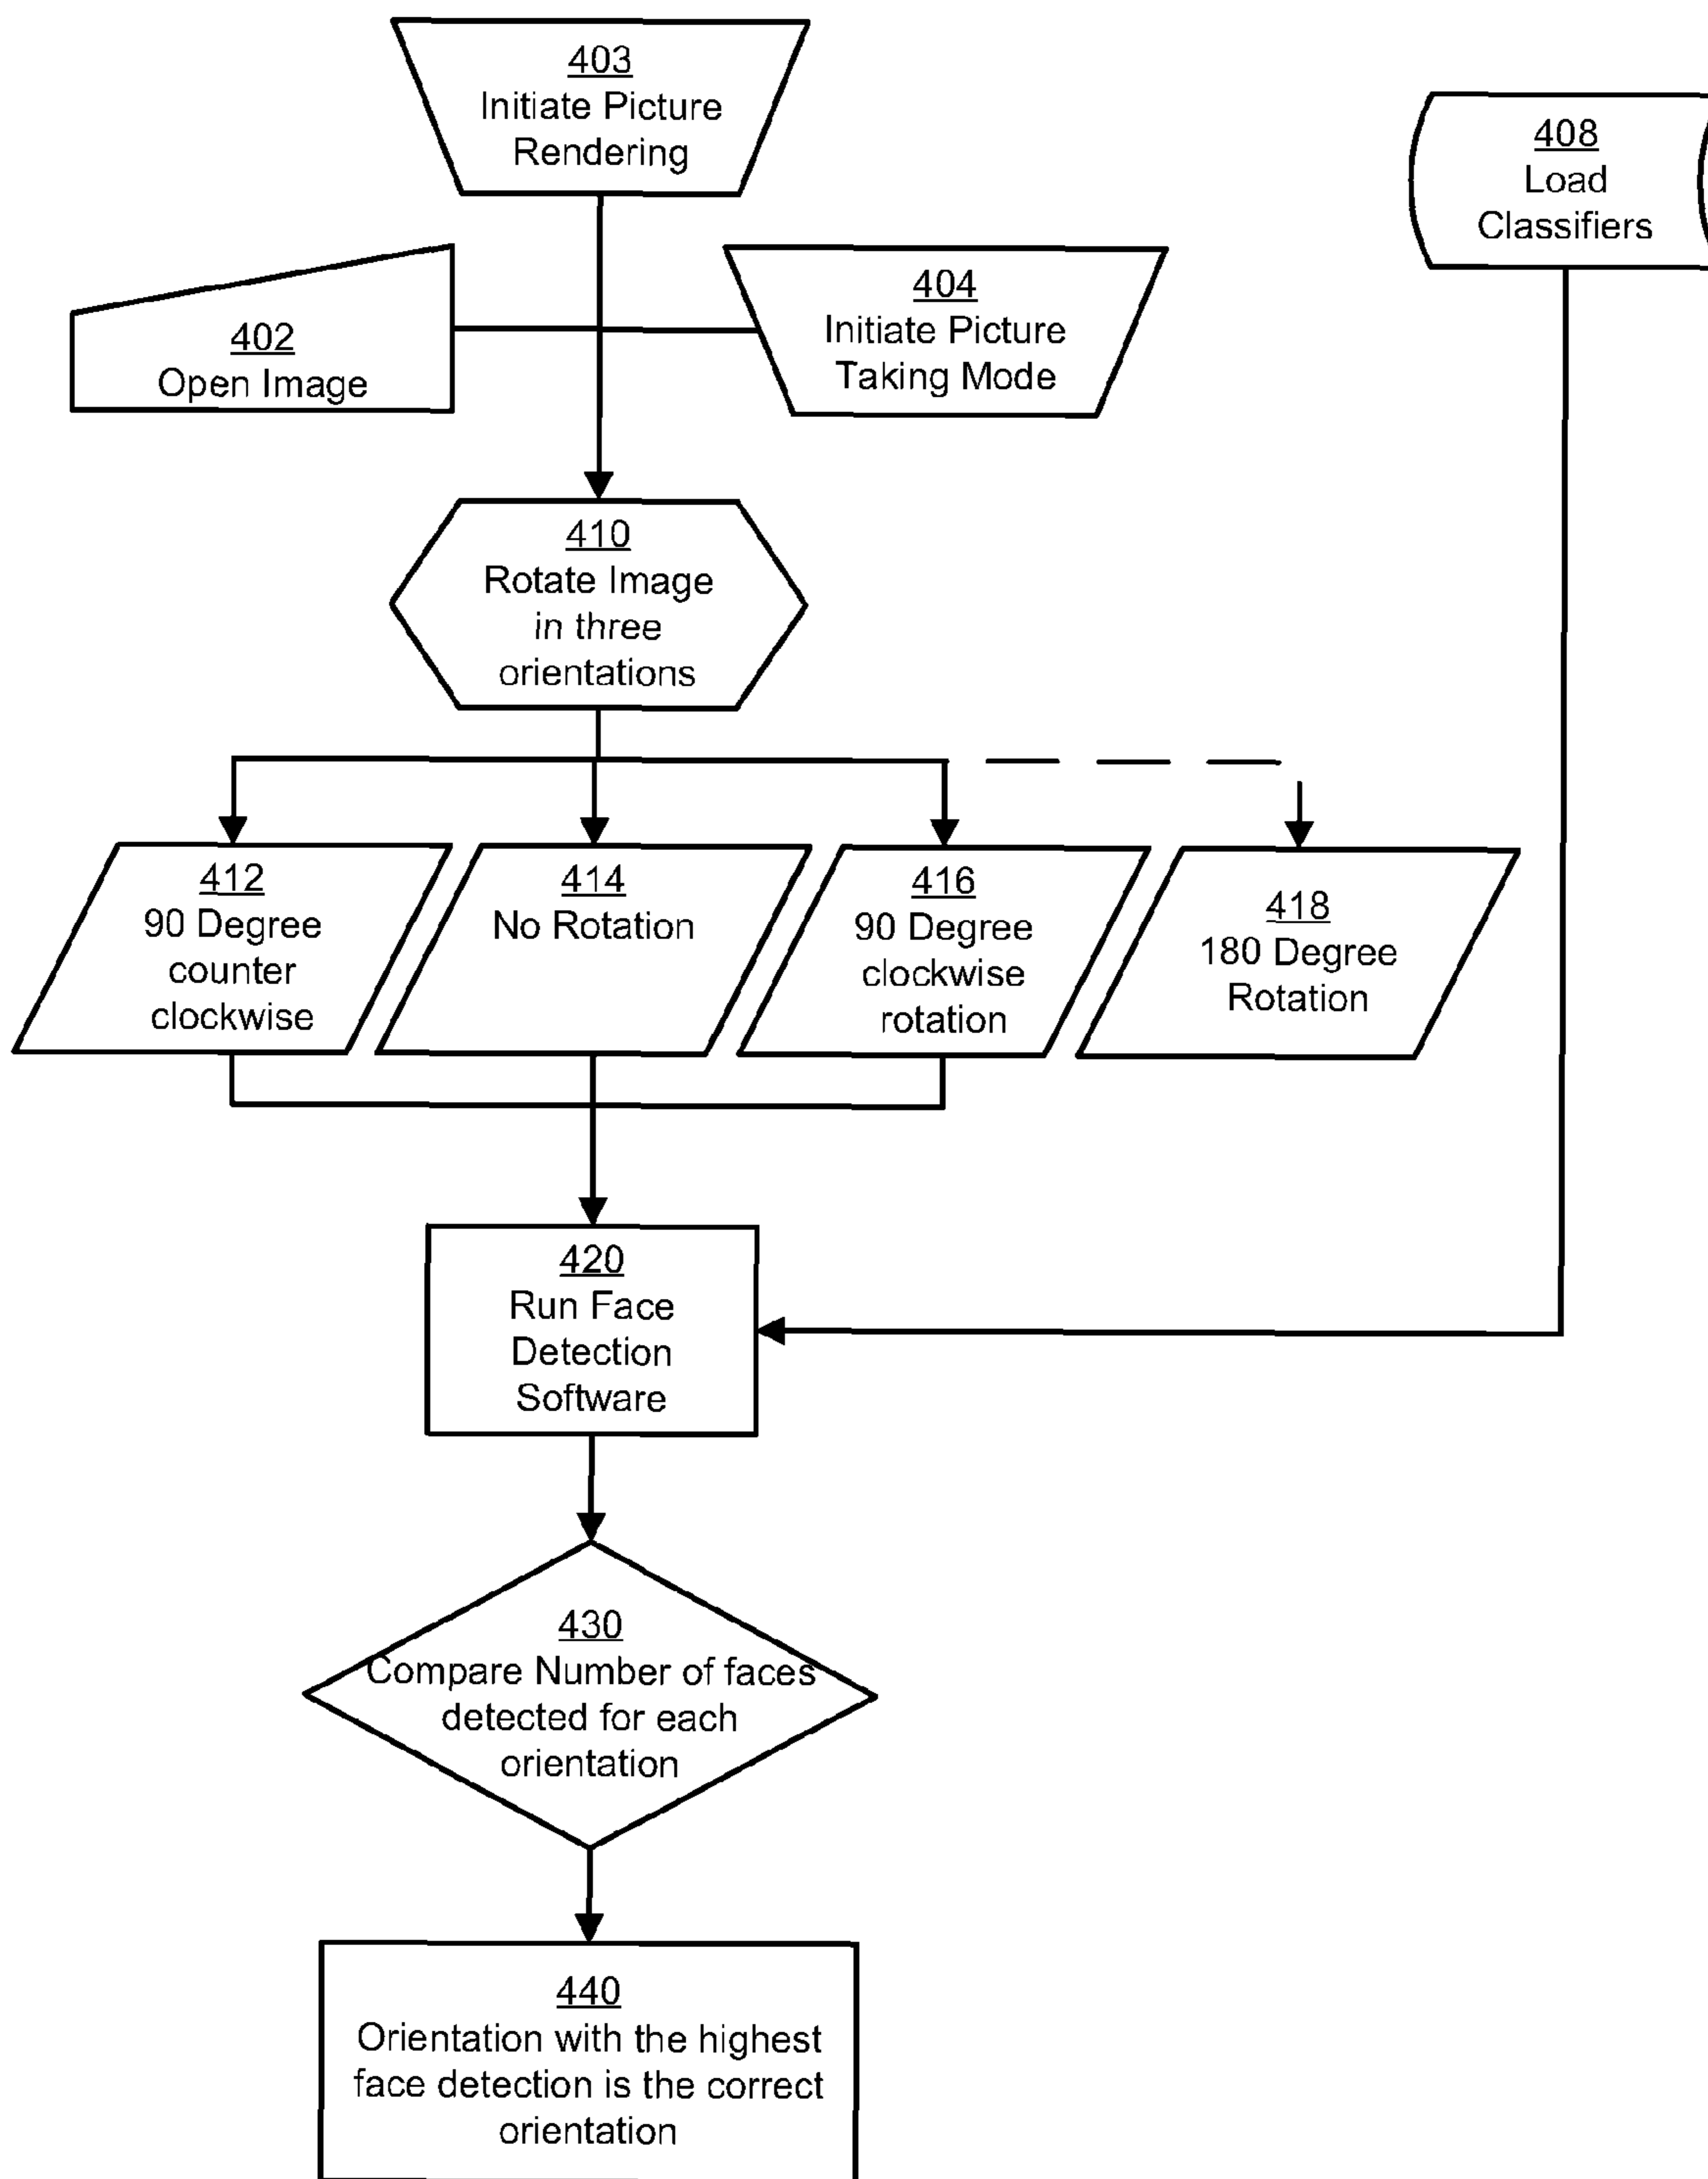 403
Initiate Picture
Rendering
408
Load
Classifiers
402
Open Image
404
Initiate Picture
Taking Mode
410
Rotate Image
in three
orientations
412
90 Degree
counter
clockwise
414
No Rotation
416
90 Degree
clockwise
rotation
418
180 Degree
Rotation
420
Run Face
Detection
Software
430
Compare Number of faces
detected for each
orientation
440
Orientation with the highest
face detection is the correct
orientation